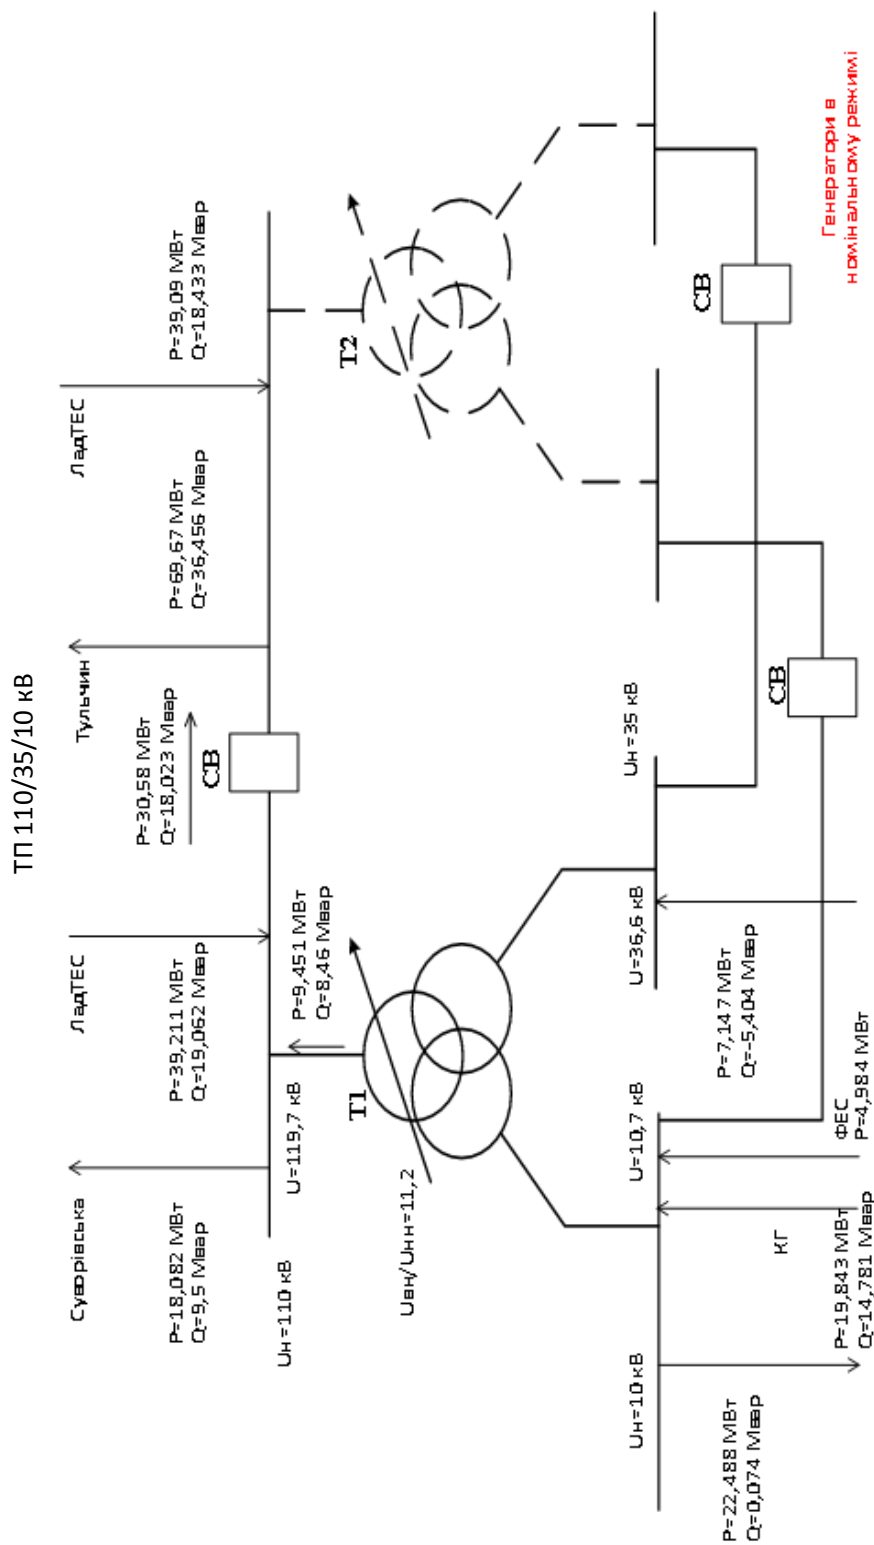 ТП 110/35/10 кВ
Суворівська
P=18,082 МВт
Q=9,5 Мвар
ЛадТЕС
P=39,211 МВт
Q=19,062 Мвар
P=30,58 МВт
Q=18,023 Мвар
СВ
Тульчин
P=69,67 МВт
Q=36,456 Мвар
ЛадТЕС
P=39,09 МВт
Q=18,433 Мвар
Uн=110 кВ
U=119,7 кВ
P=9,451 МВт
Q=8,46 Мвар
Т1
Т2
Uвн/Uнн=11,2
Uн=10 кВ
U=10,7 кВ
U=36,6 кВ
Uн=35 кВ
СВ
СВ
P=22,488 МВт
Q=0,074 Мвар
КГ
P=19,843 МВт
Q=14,781 Мвар
ФЕС
P=4,984 МВт
P=7,147 МВт
Q=-5,404 Мвар
Генератори в
номінальному режимі